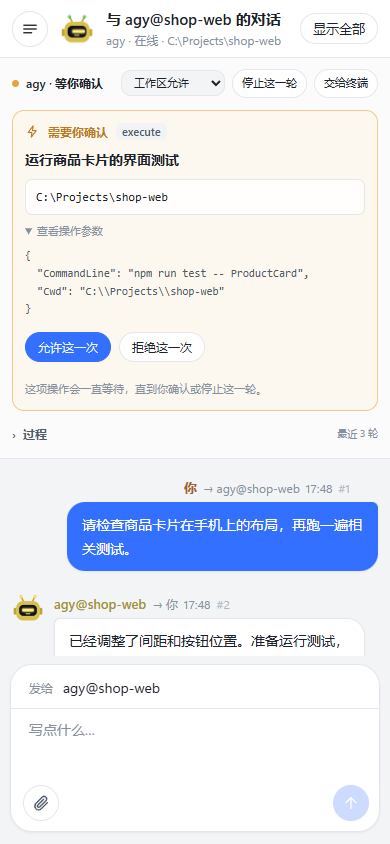 与 agy@shop-web 的对话
agy · 在线 · C:\Projects\shop-web
显示全部
agy · 等你确认
工作区允许
停止这一轮
交给终端
需要你确认 execute
运行商品卡片的界面测试
C:\Projects\shop-web
▼ 查看操作参数
{
"CommandLine": "npm run test -- ProductCard",
"Cwd": "C:\\Projects\\shop-web"
}
允许这一次
拒绝这一次
这项操作会一直等待，直到你确认或停止这一轮。
› 过程
最近 3 轮
你 → agy@shop-web 17:48 #1
请检查商品卡片在手机上的布局，再跑一遍相
关测试。
agy@shop-web → 你 17:48 #2
已经调整了间距和按钮位置。准备运行测试，
发给 agy@shop-web
写点什么...